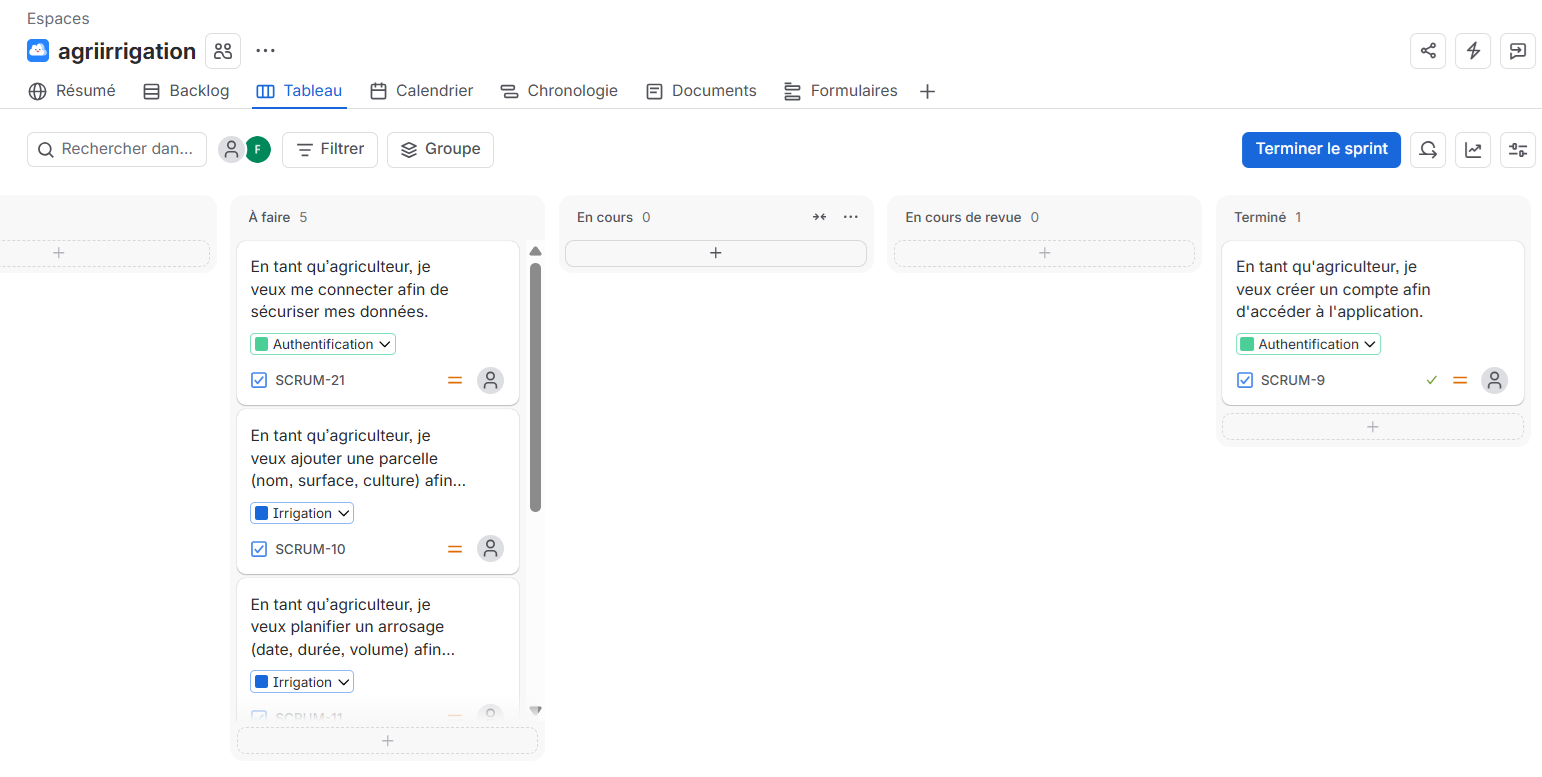 Espaces
agriirrigation
Résumé Backlog Tableau Calendrier Chronologie Documents Formulaires
Rechercher dan... F Filtrer Groupe Terminer le sprint
À faire 5
En tant qu’agriculteur, je
veux me connecter afin de
sécuriser mes données.
Authentification
SCRUM-21
En tant qu’agriculteur, je
veux ajouter une parcelle
(nom, surface, culture) afin...
Irrigation
SCRUM-10
En tant qu’agriculteur, je
veux planifier un arrosage
(date, durée, volume) afin...
Irrigation
SCRUM-11
En cours 0
En cours de revue 0
Terminé 1
En tant qu'agriculteur, je
veux créer un compte afin
d'accéder à l'application.
Authentification
SCRUM-9